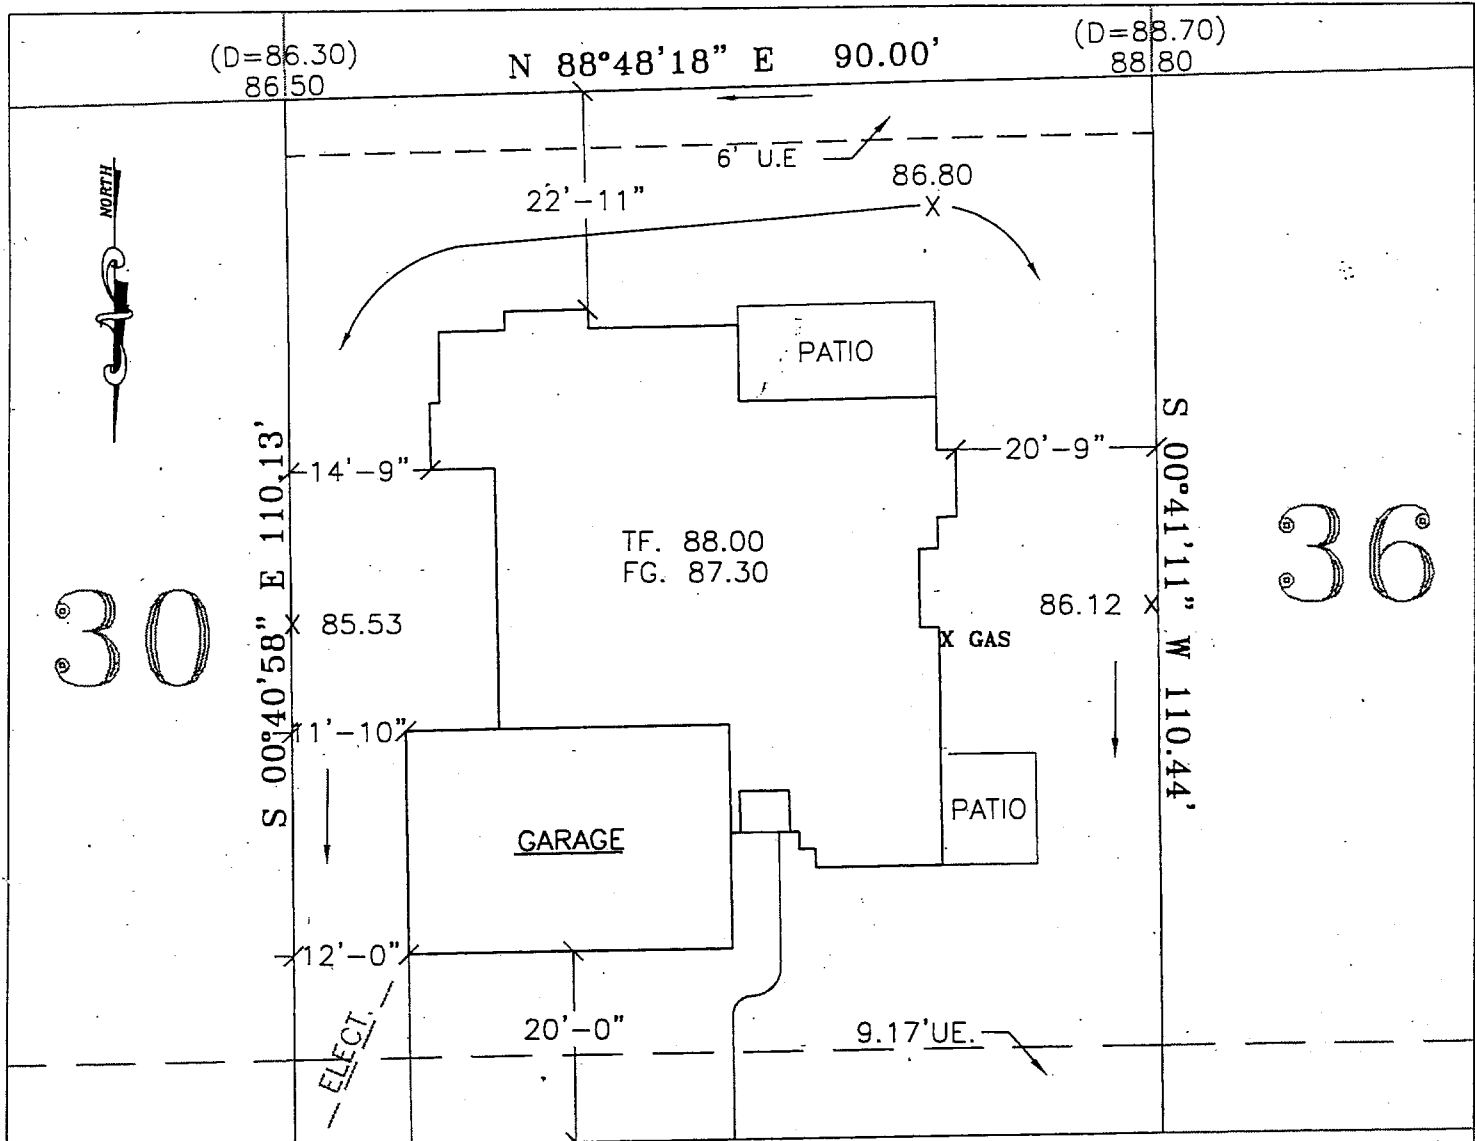 (D=86.30)
86.50
N 88°48'18" E 90.00'
(D=88.70)
88.80
6' U.E
NORTH
22'-11"
86.80
PATIO
S 00°40'58" E 110.13'
14'-9"
20'-9"
S 00°41'11" W 110.44'
TF. 88.00
FG. 87.30
36
30
85.53
86.12 X
X GAS
11'-10"
GARAGE
PATIO
12'-0"
ELECT.
20'-0"
9.17'UE.